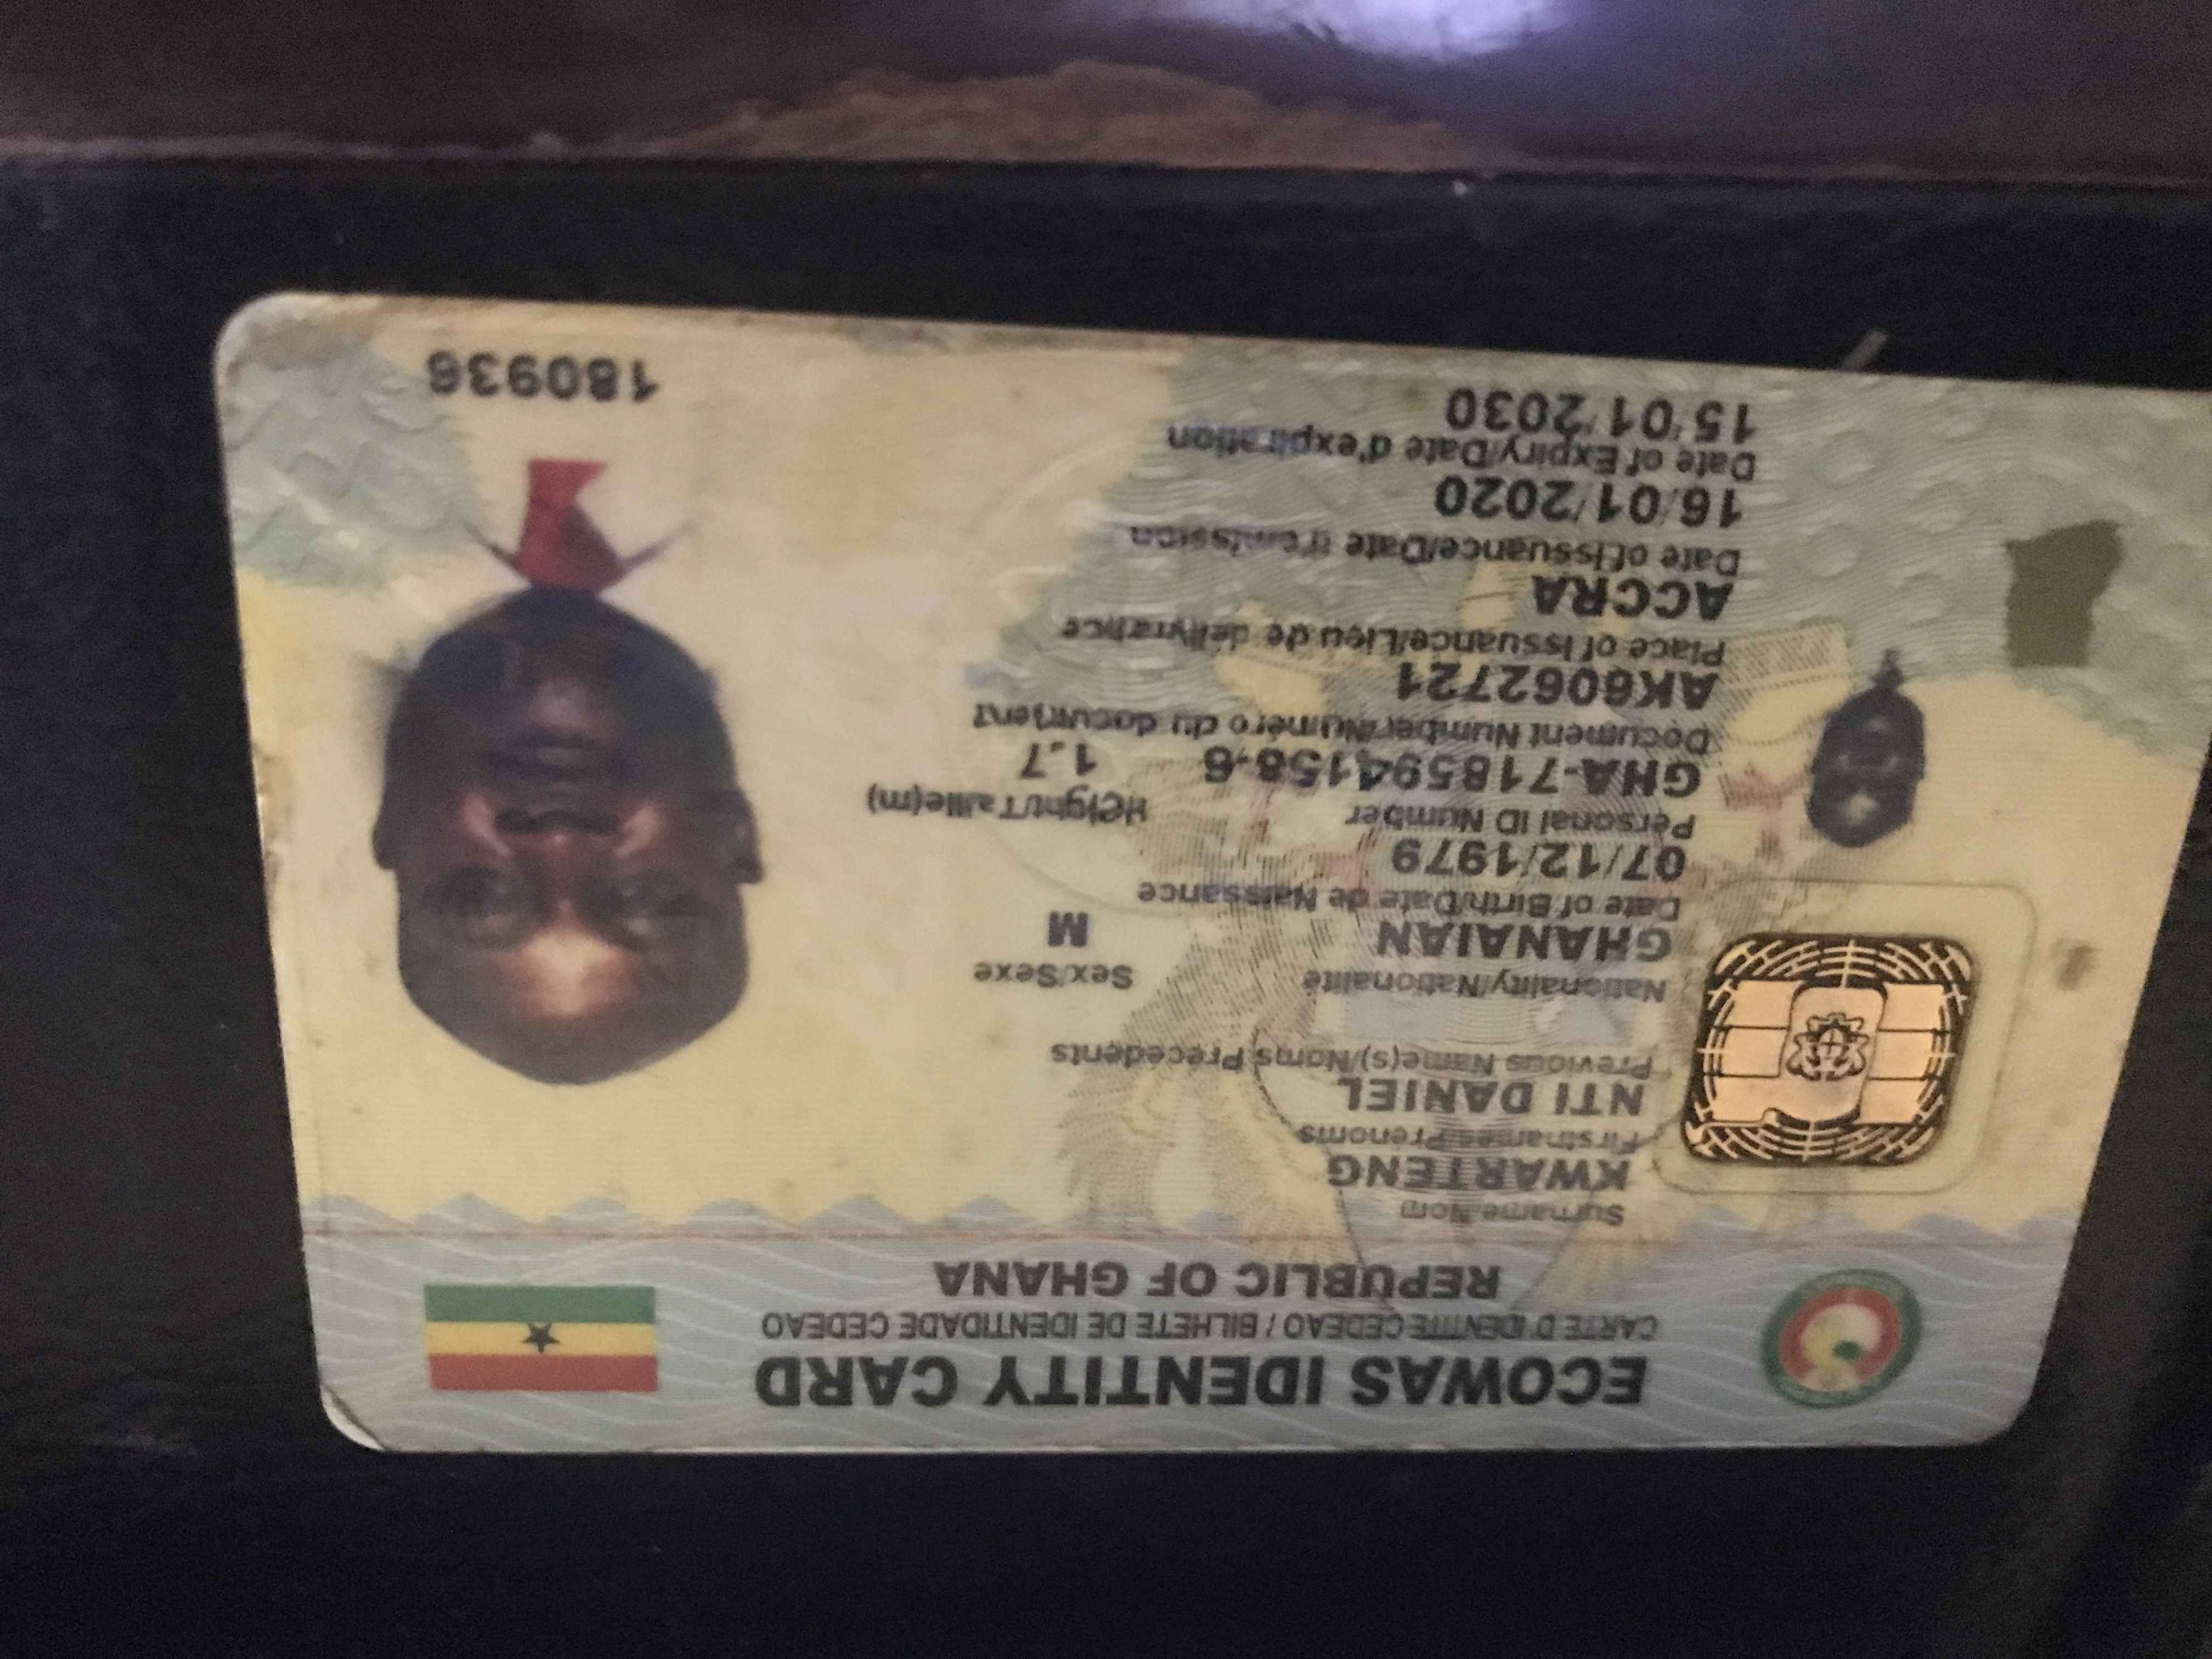 ECOWAS IDENTITY CARD
CARTE D'IDENTITE CEDEAO / BILHETE DE IDENTIDADE CEDEAO
REPUBLIC OF GHANA
Surname/Nom
KWARTENG
Firstnames/Prénoms
NTI DANIEL
Previous Name(s)/Noms Précédents
Nationality/Nationalité Sex/Sexe
GHANAIAN M
Date of Birth/Date de Naissance
07/12/1979
Personal ID Number Height/Taille(m)
GHA-718594158-6 1.7
Document Number/Numéro du document
AK6062721
Place of Issuance/Lieu de délivrance
ACCRA
Date of Issuance/Date d'émission
16/01/2020
Date of Expiry/Date d'expiration
15/01/2030
180936